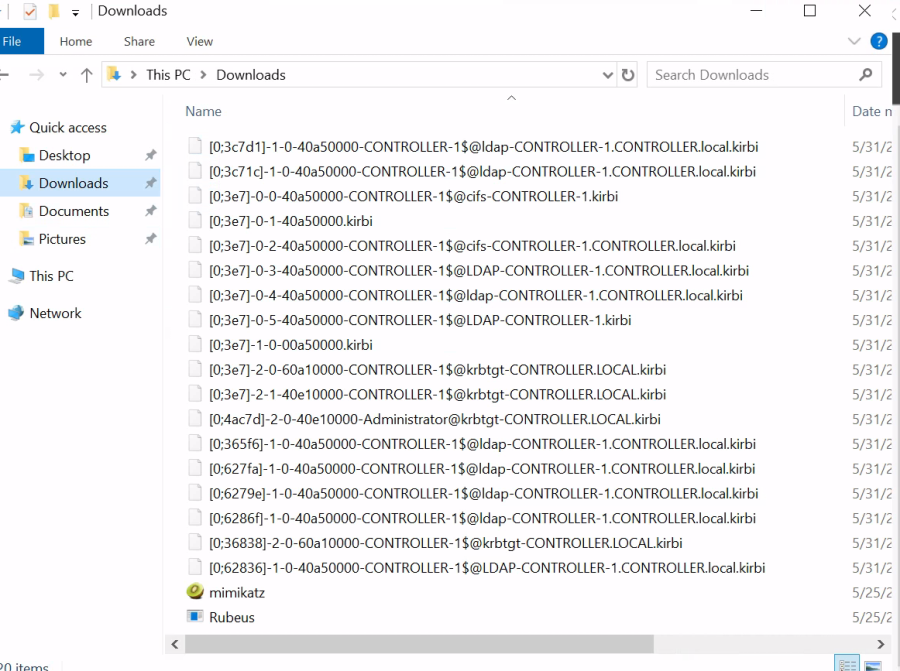 Downloads
File Home Share View
This PC Downloads Search Downloads
Name Date
Quick access
Desktop
Downloads
Documents
Pictures
This PC
Network
[0;3c7d1]-1-0-40a50000-CONTROLLER-1$@ldap-CONTROLLER-1.CONTROLLER.local.kirbi 5/31/2
[0;3c71c]-1-0-40a50000-CONTROLLER-1$@ldap-CONTROLLER-1.CONTROLLER.local.kirbi 5/31/2
[0;3e7]-0-0-40a50000-CONTROLLER-1$@cifs-CONTROLLER-1.kirbi 5/31/2
[0;3e7]-0-1-40a50000.kirbi 5/31/2
[0;3e7]-0-2-40a50000-CONTROLLER-1$@cifs-CONTROLLER-1.CONTROLLER.local.kirbi 5/31/2
[0;3e7]-0-3-40a50000-CONTROLLER-1$@LDAP-CONTROLLER-1.CONTROLLER.local.kirbi 5/31/2
[0;3e7]-0-4-40a50000-CONTROLLER-1$@ldap-CONTROLLER-1.CONTROLLER.local.kirbi 5/31/2
[0;3e7]-0-5-40a50000-CONTROLLER-1$@LDAP-CONTROLLER-1.kirbi 5/31/2
[0;3e7]-1-0-00a50000.kirbi 5/31/2
[0;3e7]-2-0-60a10000-CONTROLLER-1$@krbtgt-CONTROLLER.LOCAL.kirbi 5/31/2
[0;3e7]-2-1-40e10000-CONTROLLER-1$@krbtgt-CONTROLLER.LOCAL.kirbi 5/31/2
[0;4ac7d]-2-0-40e10000-Administrator@krbtgt-CONTROLLER.LOCAL.kirbi 5/31/2
[0;365f6]-1-0-40a50000-CONTROLLER-1$@ldap-CONTROLLER-1.CONTROLLER.local.kirbi 5/31/2
[0;627fa]-1-0-40a50000-CONTROLLER-1$@ldap-CONTROLLER-1.CONTROLLER.local.kirbi 5/31/2
[0;6279e]-1-0-40a50000-CONTROLLER-1$@ldap-CONTROLLER-1.CONTROLLER.local.kirbi 5/31/2
[0;6286f]-1-0-40a50000-CONTROLLER-1$@ldap-CONTROLLER-1.CONTROLLER.local.kirbi 5/31/2
[0;36838]-2-0-60a10000-CONTROLLER-1$@krbtgt-CONTROLLER.LOCAL.kirbi 5/31/2
[0;62836]-1-0-40a50000-CONTROLLER-1$@LDAP-CONTROLLER-1.CONTROLLER.local.kirbi 5/31/2
mimikatz 5/25/2
Rubeus 5/25/2
20 items